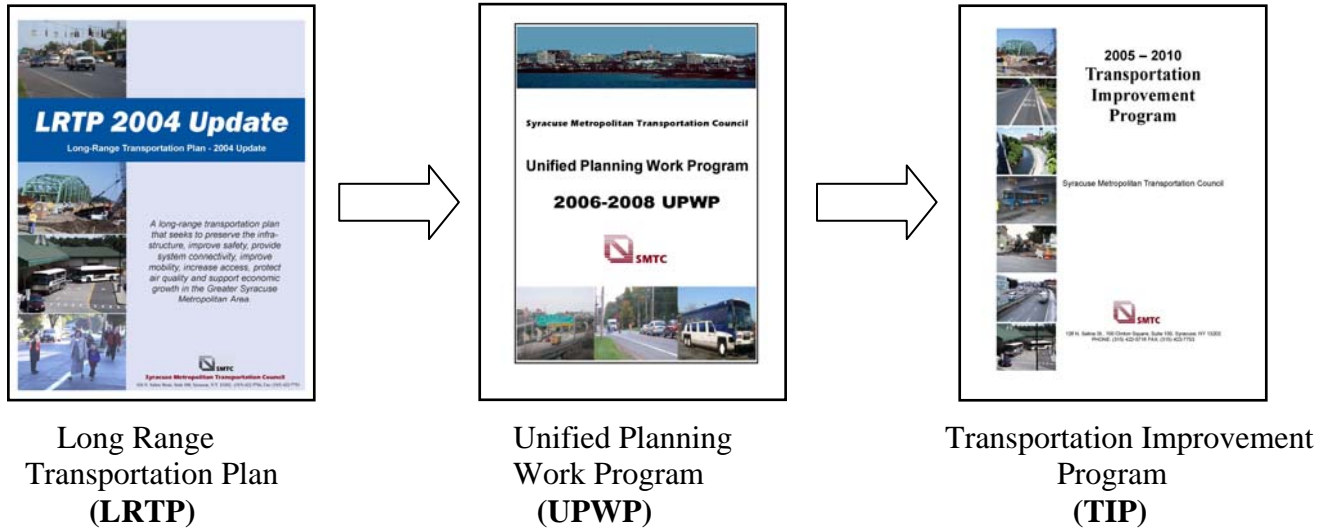 LRTP 2004 Update
Long-Range Transportation Plan - 2004 Update
A long-range transportation plan
that seeks to preserve the infra-
structure, improve safety, provide
system connectivity, improve
mobility, increase access, protect
air quality and support economic
growth in the Greater Syracuse
Metropolitan Area
SMTC
Syracuse Metropolitan Transportation Council
Syracuse Metropolitan Transportation Council
Unified Planning Work Program
2006-2008 UPWP
SMTC
2005 – 2010
Transportation
Improvement
Program
Syracuse Metropolitan Transportation Council
SMTC
Long Range
Transportation Plan
(LRTP)
Unified Planning
Work Program
(UPWP)
Transportation Improvement
Program
(TIP)